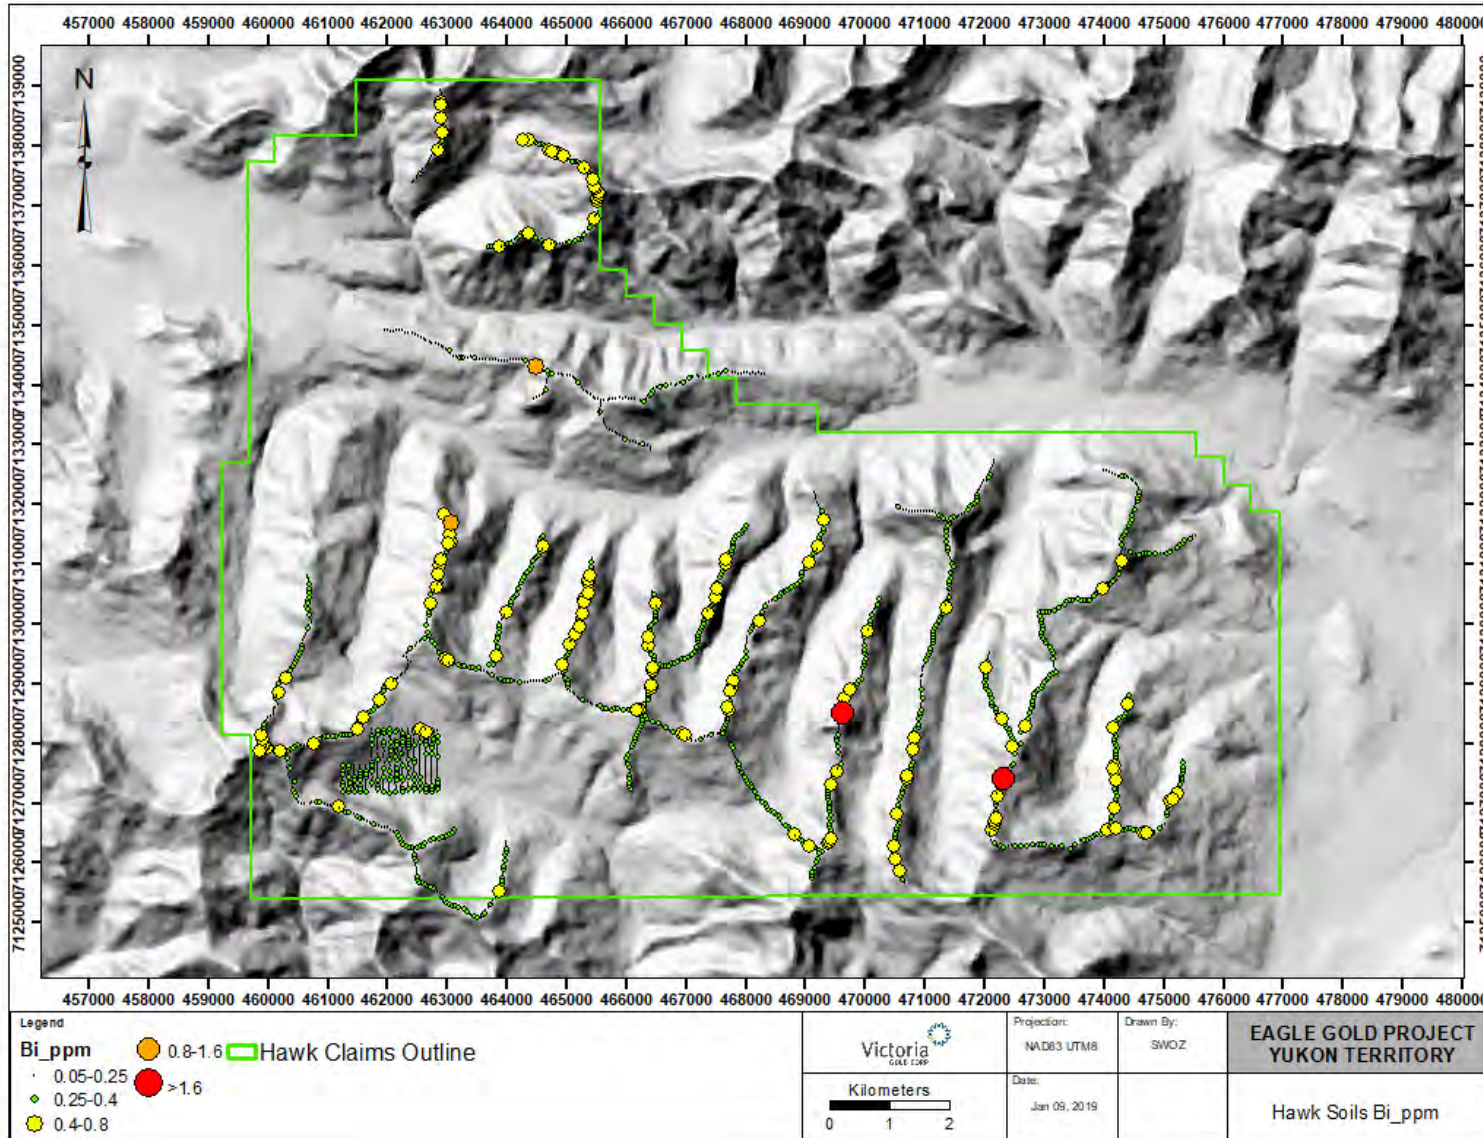 457000 458000 459000 460000 461000 462000 463000 464000 465000 466000 467000 468000 469000 470000 471000 472000 473000 474000 475000 476000 477000 478000 479000 480000
N
7139000
7138000
7137000
7136000
7135000
7134000
7133000
7132000
7131000
7130000
7129000
7128000
7127000
7126000
7125000
457000 458000 459000 460000 461000 462000 463000 464000 465000 466000 467000 468000 469000 470000 471000 472000 473000 474000 475000 476000 477000 478000 479000 480000
Legend
Bi_ppm
0.05-0.25
0.25-0.4
0.4-0.8
0.8-1.6
>1.6
Hawk Claims Outline
Victoria
GOLD CORP
Kilometers
0 1 2
Projection:
NAD83 UTM8
Drawn By:
SWOZ
Date:
Jan 09, 2019
EAGLE GOLD PROJECT
YUKON TERRITORY
Hawk Soils Bi_ppm